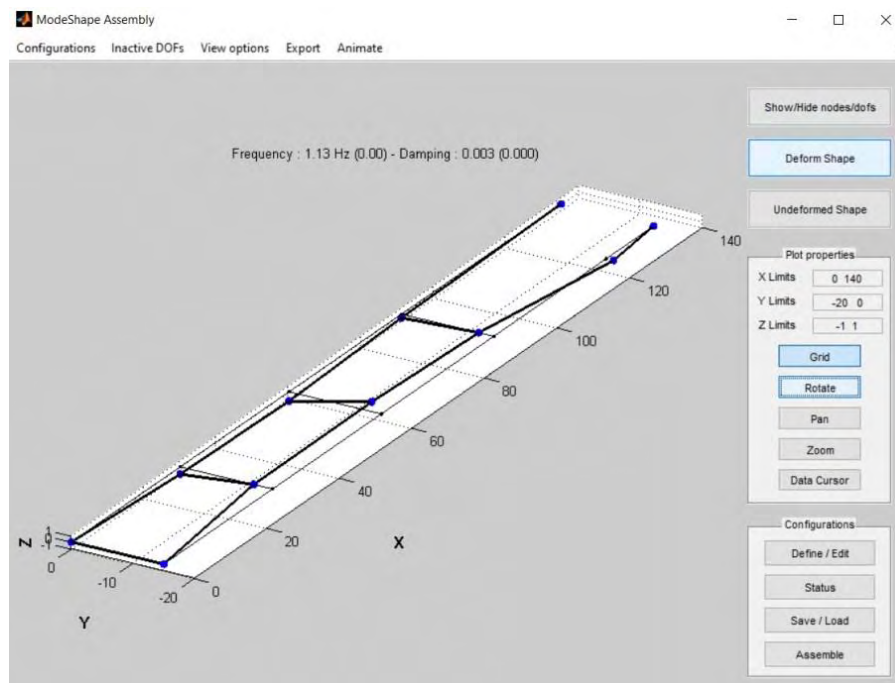 ModeShape Assembly
Configurations Inactive DOFs View options Export Animate
Frequency : 1.13 Hz (0.00) - Damping : 0.003 (0.000)
Show/Hide nodes/dofs
Deform Shape
Undeformed Shape
Plot properties
X Limits 0 140
Y Limits -20 0
Z Limits -1 1
Grid
Rotate
Pan
Zoom
Data Cursor
Configurations
Define / Edit
Status
Save / Load
Assemble
140
120
100
80
60
40
20
0
X
Z
1
0
-1
0
-10
-20
Y